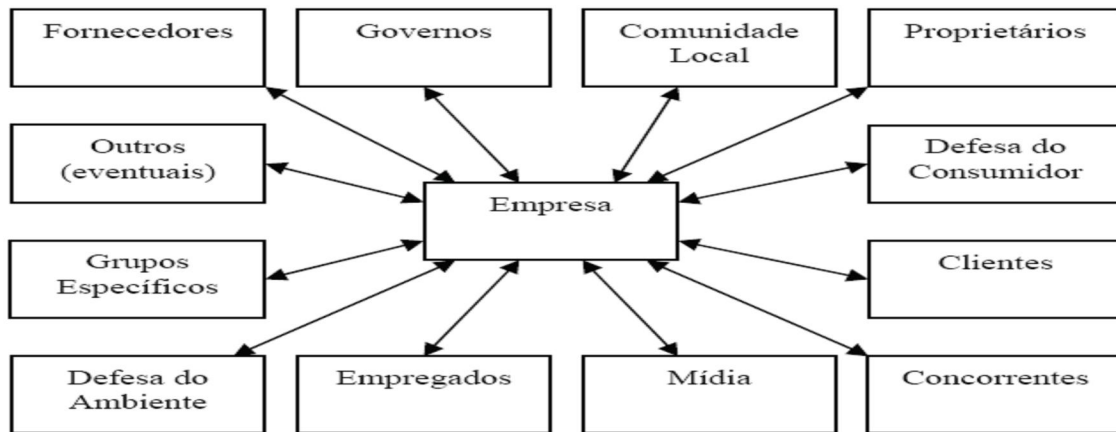 Fornecedores
Governos
Comunidade
Local
Proprietários
Outros
(eventuais)
Defesa do
Consumidor
Empresa
Grupos
Específicos
Clientes
Defesa do
Ambiente
Empregados
Mídia
Concorrentes